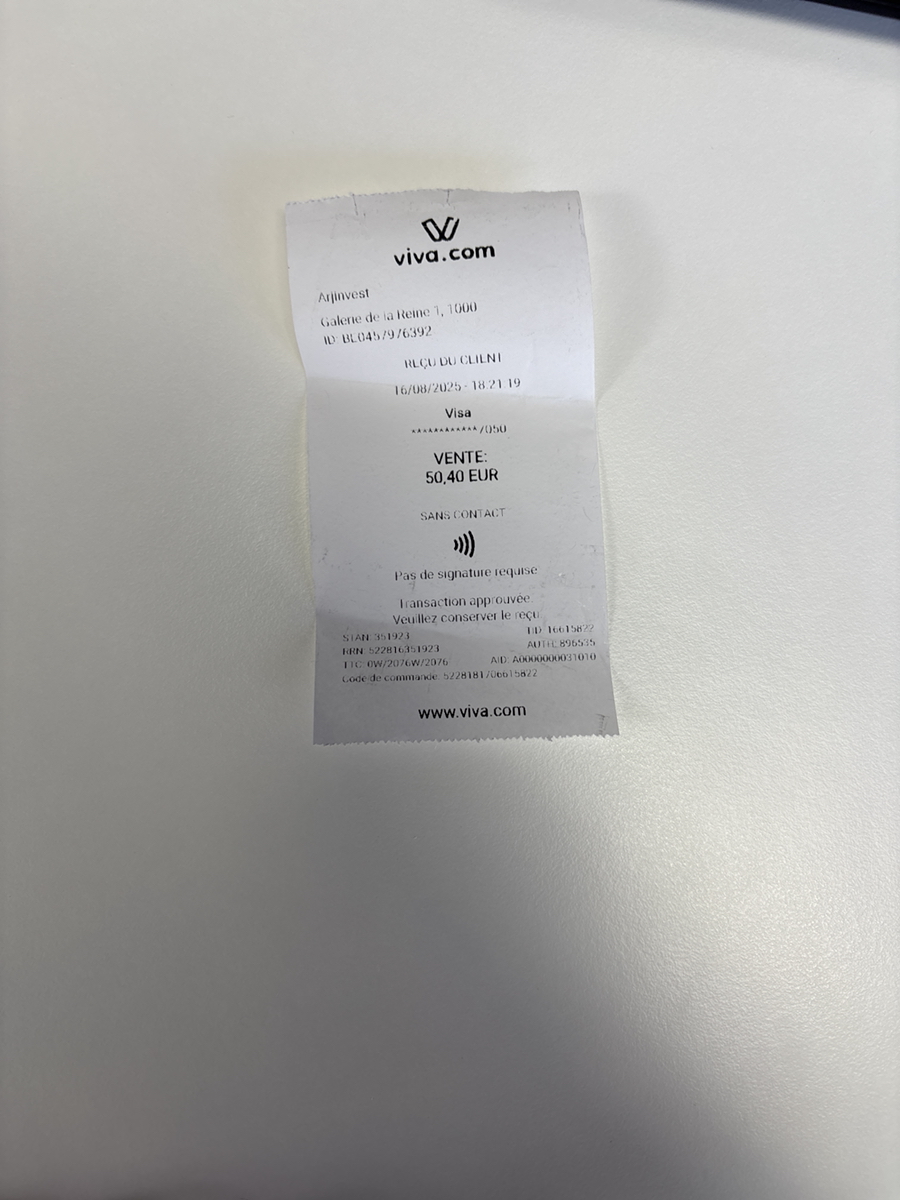 viva.com
Arjinvest
Galerie de la Reine 1, 1000
ID: BE0457976392
REÇU DU CLIENT
16/08/2025 - 18:21:19
Visa
************7050
VENTE:
50,40 EUR
SANS CONTACT
Pas de signature requise
Transaction approuvée.
Veuillez conserver le reçu.
STAN: 351923 TID: 16615822
RRN: 522816351923 AUTH: 896535
TTC: 0W/2076W/2076 AID: A0000000031010
Code de commande: 5228181706615822
www.viva.com